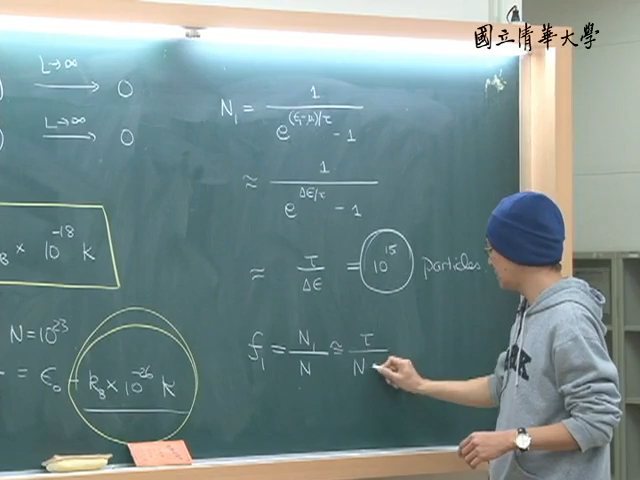 國立清華大學
L→∞ 0
L→∞ 0
× 10^-18 K
N=10^23
= ϵ₀ - k_B × 10^-26 K
N₁ = 1 / (e^((ϵ₁-μ)/τ) - 1)
≈ 1 / (e^(Δϵ/τ) - 1)
≈ τ/Δϵ = 10^15 particles
f₁ = N₁/N ≈ τ/N
RK